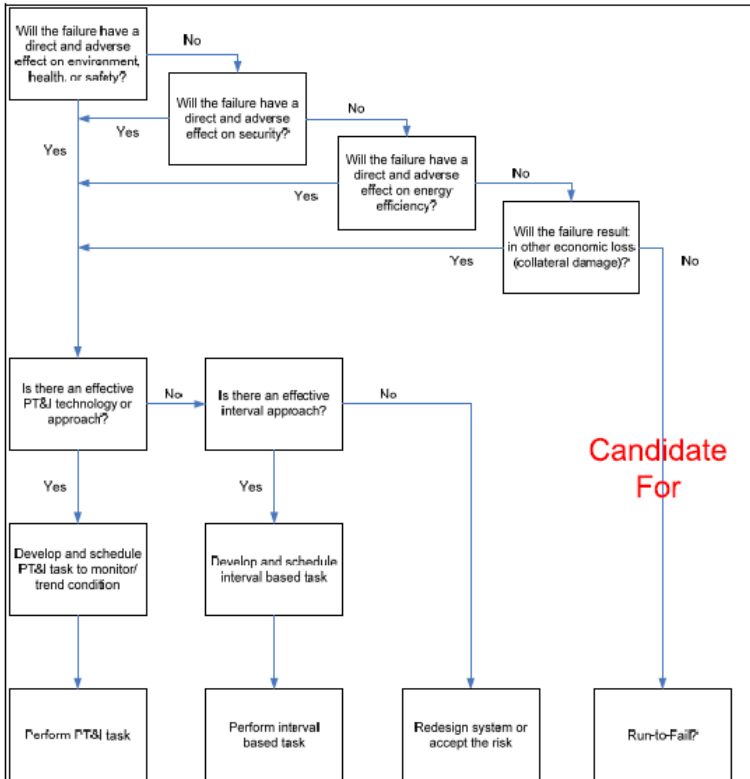 Will the failure have a
direct and adverse
effect on environment,
health, or safety?
No
Will the failure have a
direct and adverse
effect on security?
No
Yes
Yes
Will the failure have a
direct and adverse
effect on energy
efficiency?
No
Yes
Will the failure result
in other economic loss
(collateral damage)?
Yes
No
Is there an effective
PT&I technology or
approach?
No
Is there an effective
interval approach?
No
Candidate
For
Yes
Yes
Develop and schedule
PT&I task to monitor/
trend condition
Develop and schedule
interval based task
Perform PT&I task
Perform interval
based task
Redesign system or
accept the risk
Run-to-Fail?